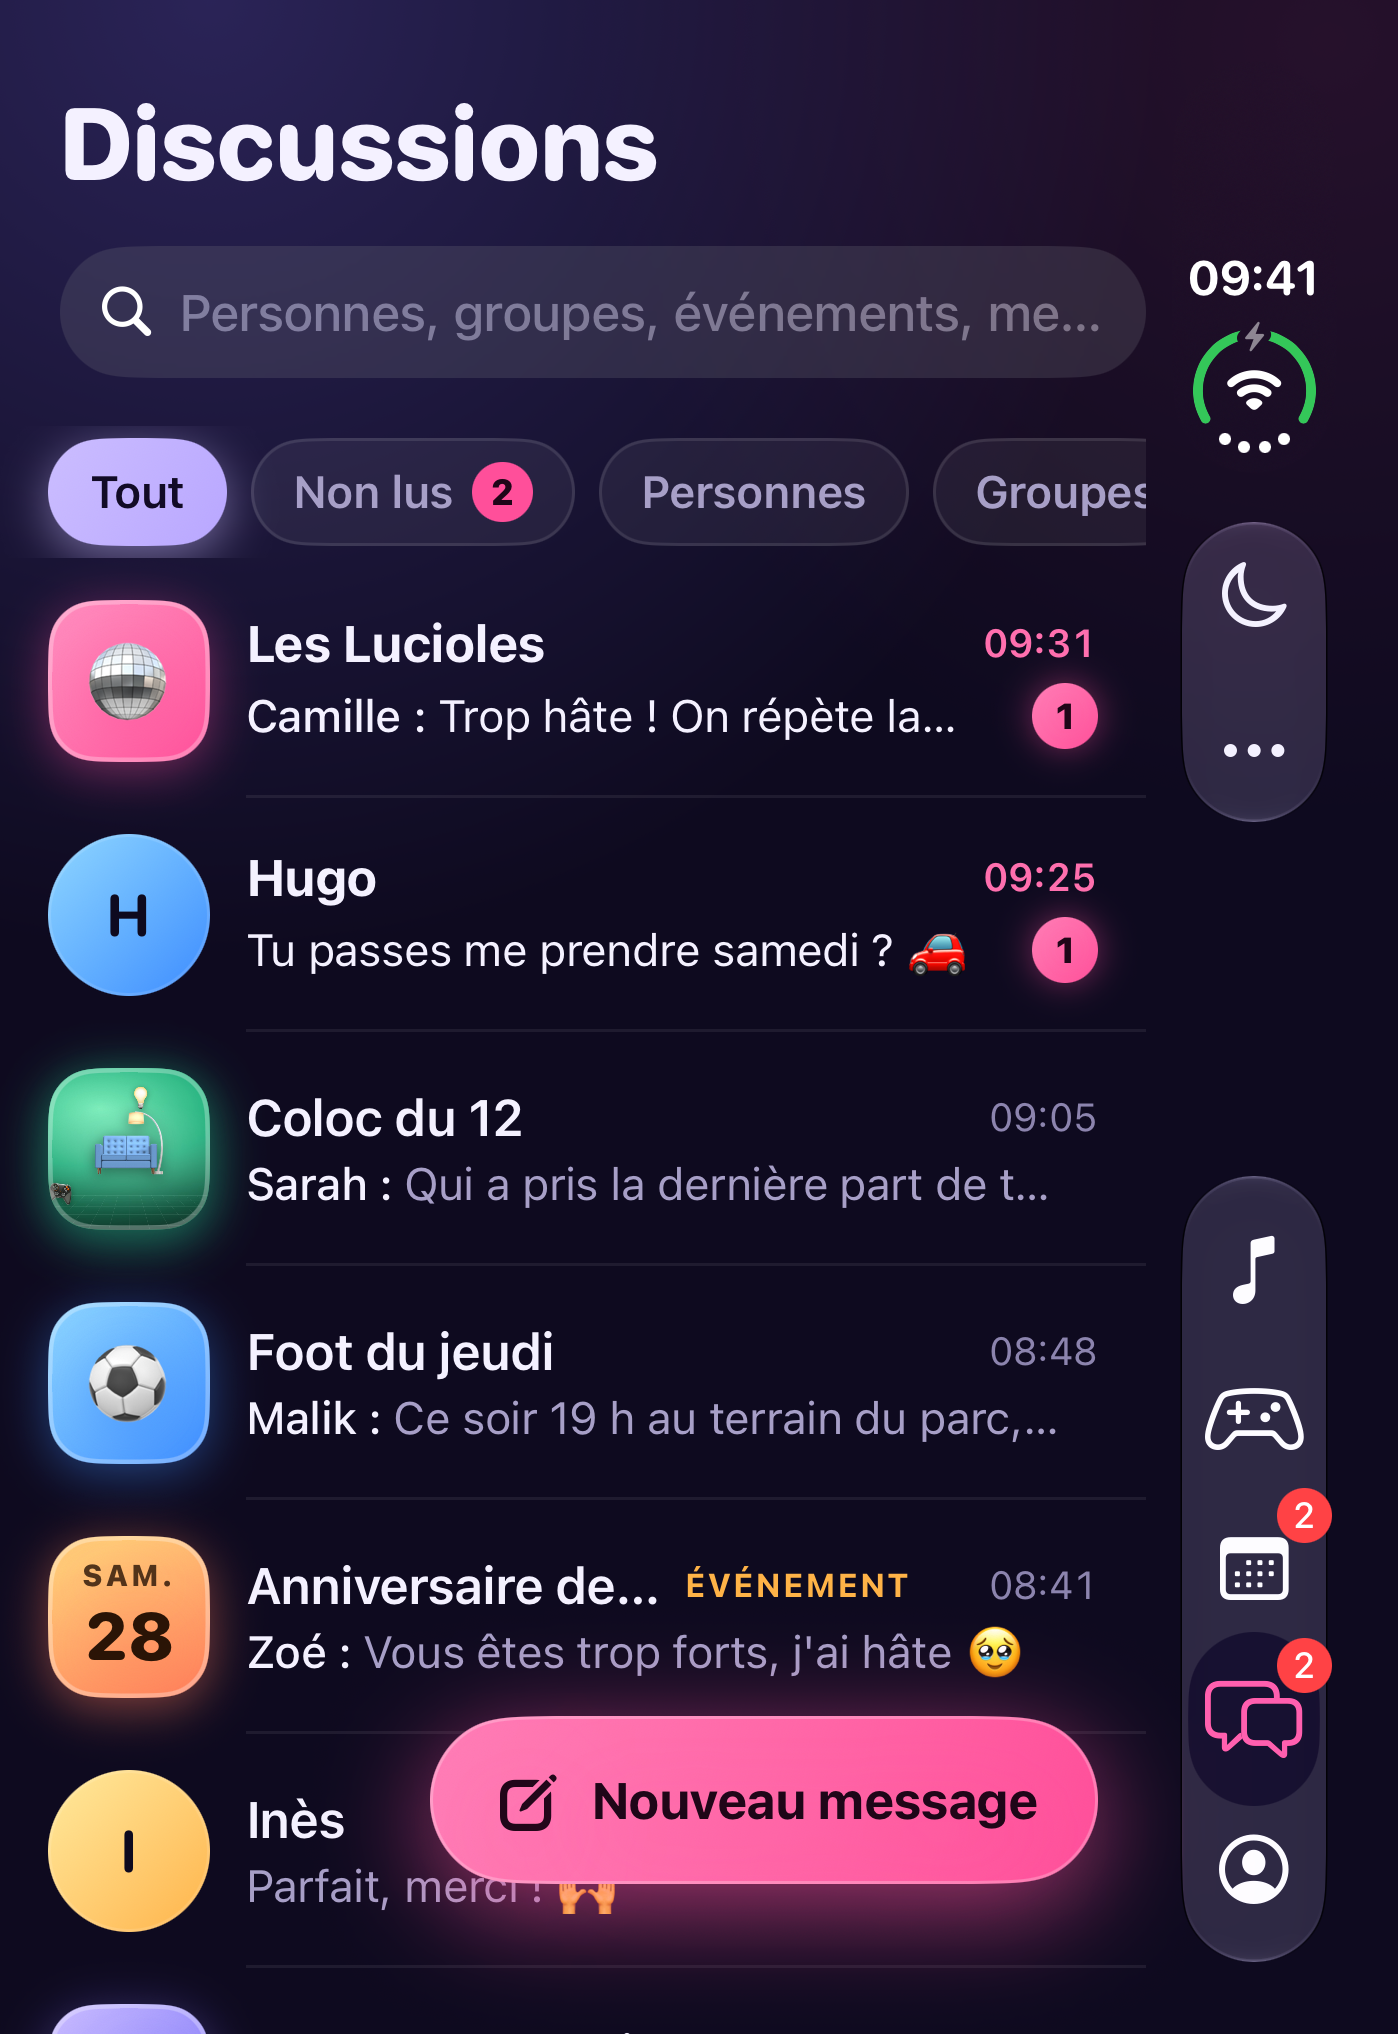 Discussions
Personnes, groupes, événements, me...
09:41
Tout
Non lus 2
Personnes
Groupes
Les Lucioles
09:31
Camille : Trop hâte ! On répète la...
1
H
Hugo
09:25
Tu passes me prendre samedi ? 🚗
1
Coloc du 12
09:05
Sarah : Qui a pris la dernière part de t...
Foot du jeudi
08:48
Malik : Ce soir 19 h au terrain du parc,...
2
SAM.
28
Anniversaire de...
ÉVÉNEMENT
08:41
Zoé : Vous êtes trop forts, j'ai hâte 🥹
2
Nouveau message
I
Inès
Parfait, merci ! 🙌